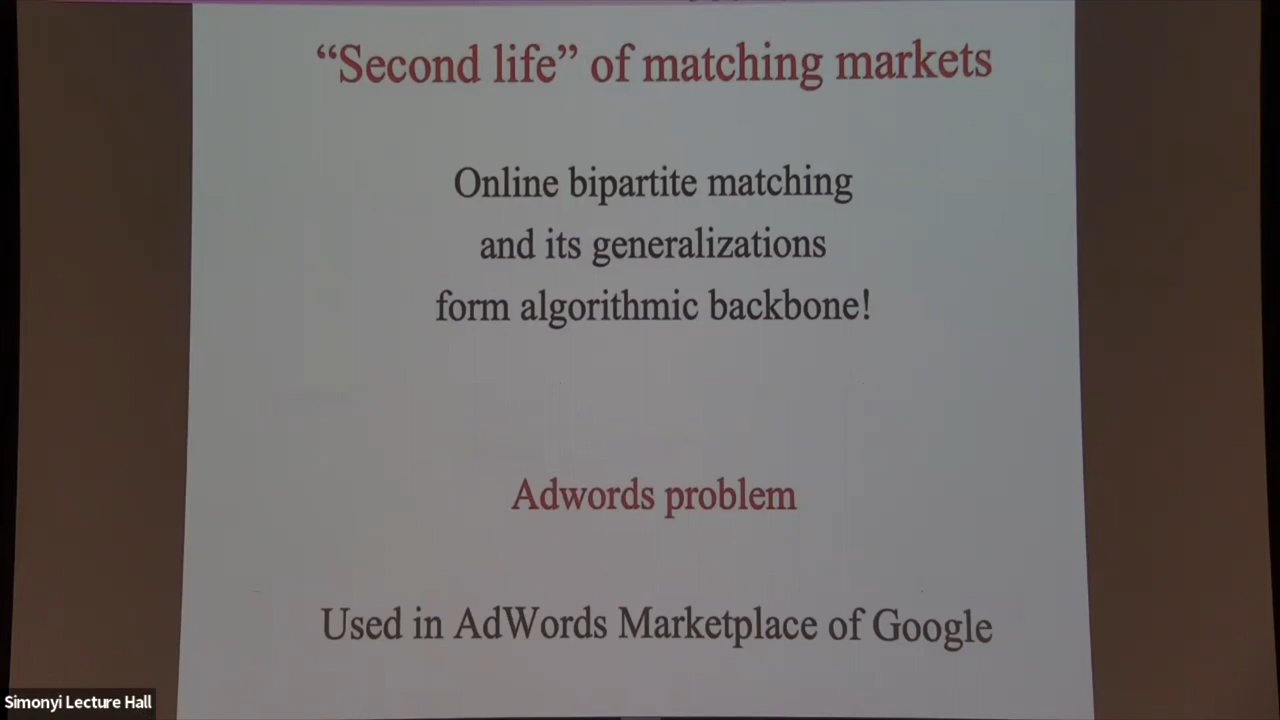 “Second life” of matching markets
Online bipartite matching
and its generalizations
form algorithmic backbone!
Adwords problem
Used in AdWords Marketplace of Google
Simonyi Lecture Hall